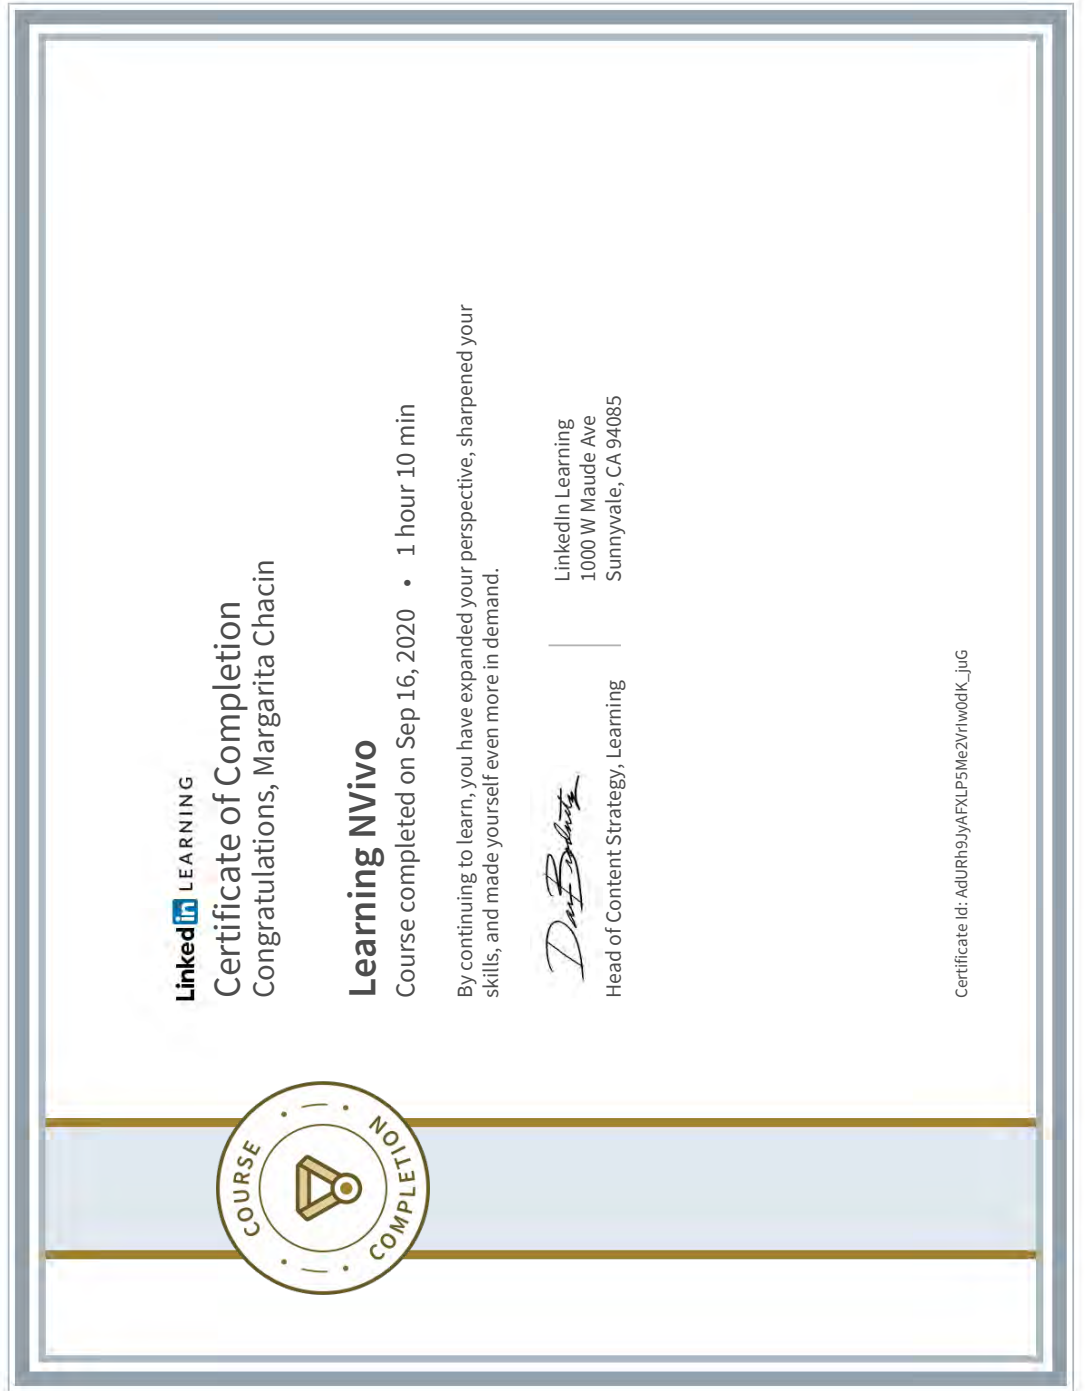 COURSE
COMPLETION
Linked in LEARNING
Certificate of Completion
Congratulations, Margarita Chacin
Learning NVivo
Course completed on Sep 16, 2020 • 1 hour 10 min
By continuing to learn, you have expanded your perspective, sharpened your
skills, and made yourself even more in demand.
Head of Content Strategy, Learning
LinkedIn Learning
1000 W Maude Ave
Sunnyvale, CA 94085
Certificate Id: AdURh9JyAFXLP5Me2VrIw0dK_juG